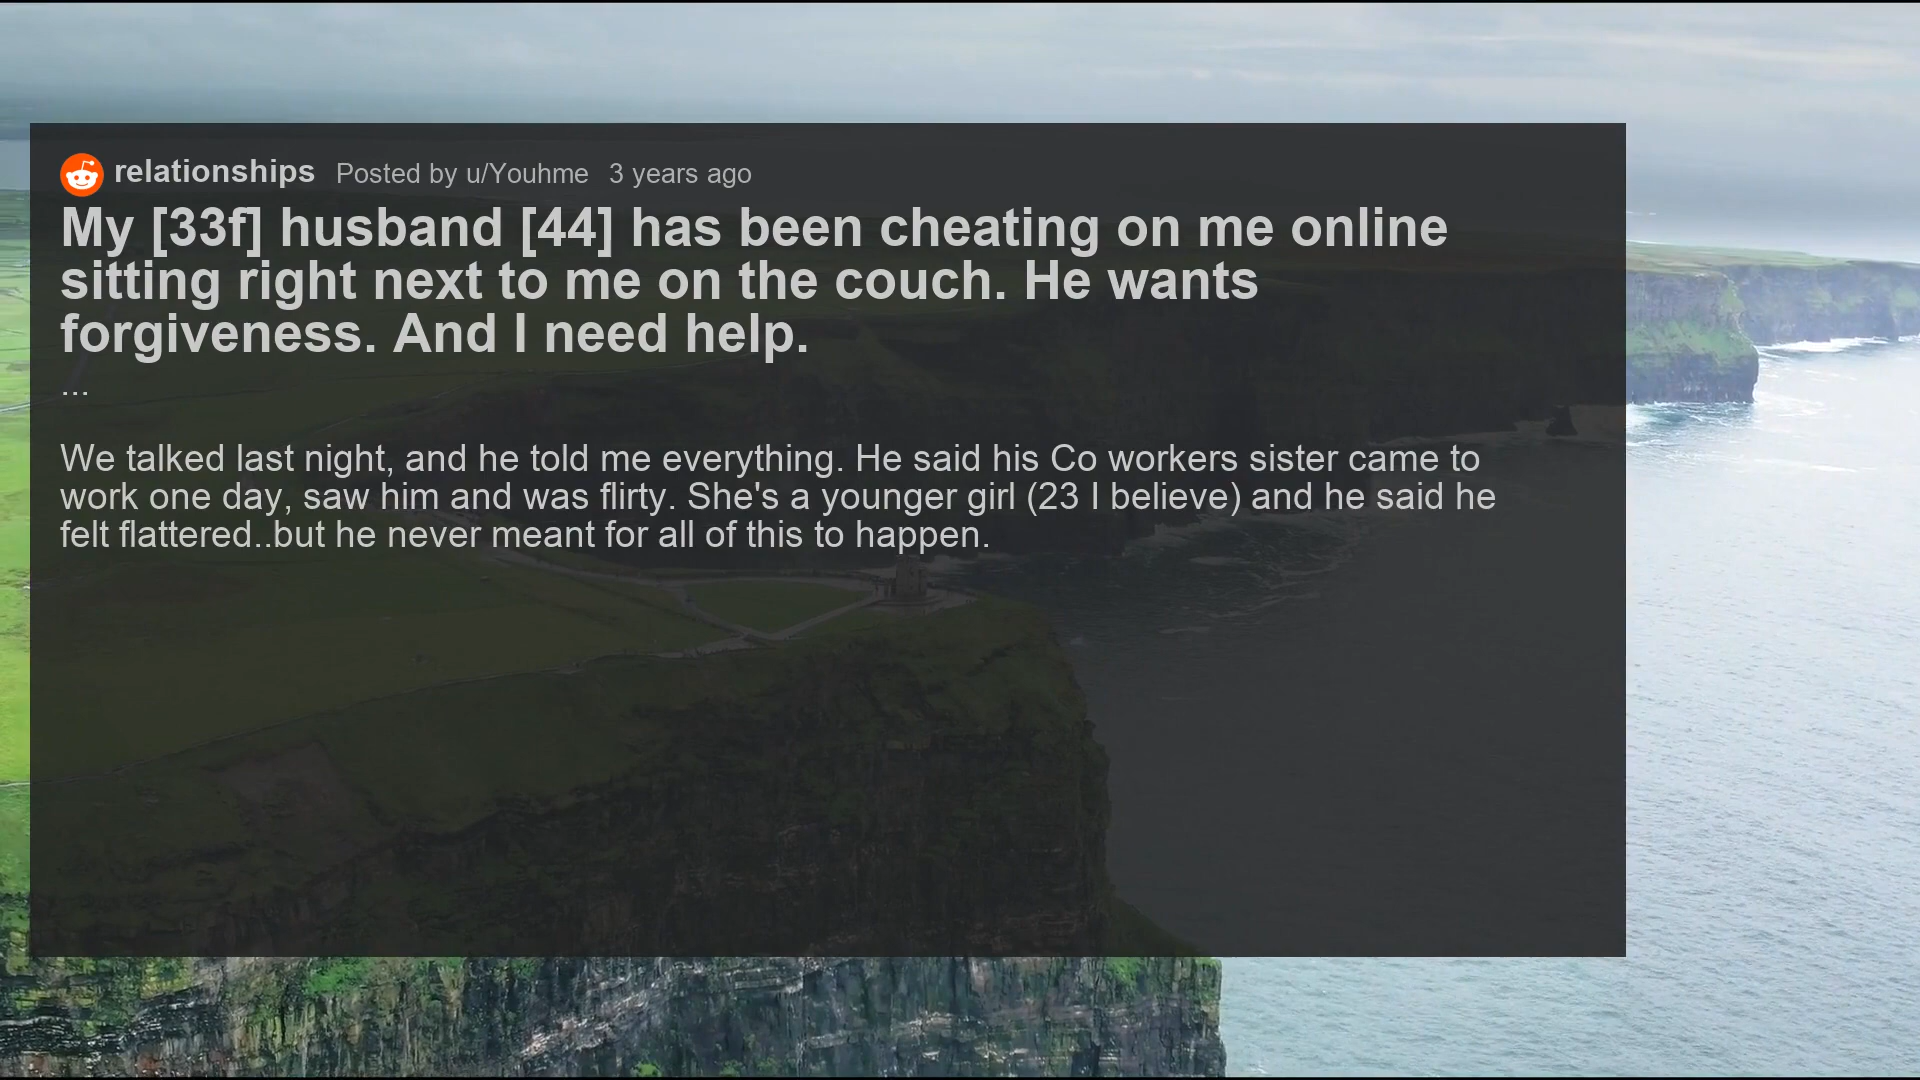 relationships Posted by u/Youhme 3 years ago
My [33f] husband [44] has been cheating on me online
sitting right next to me on the couch. He wants
forgiveness. And I need help.
...
We talked last night, and he told me everything. He said his Co workers sister came to
work one day, saw him and was flirty. She's a younger girl (23 I believe) and he said he
felt flattered..but he never meant for all of this to happen.